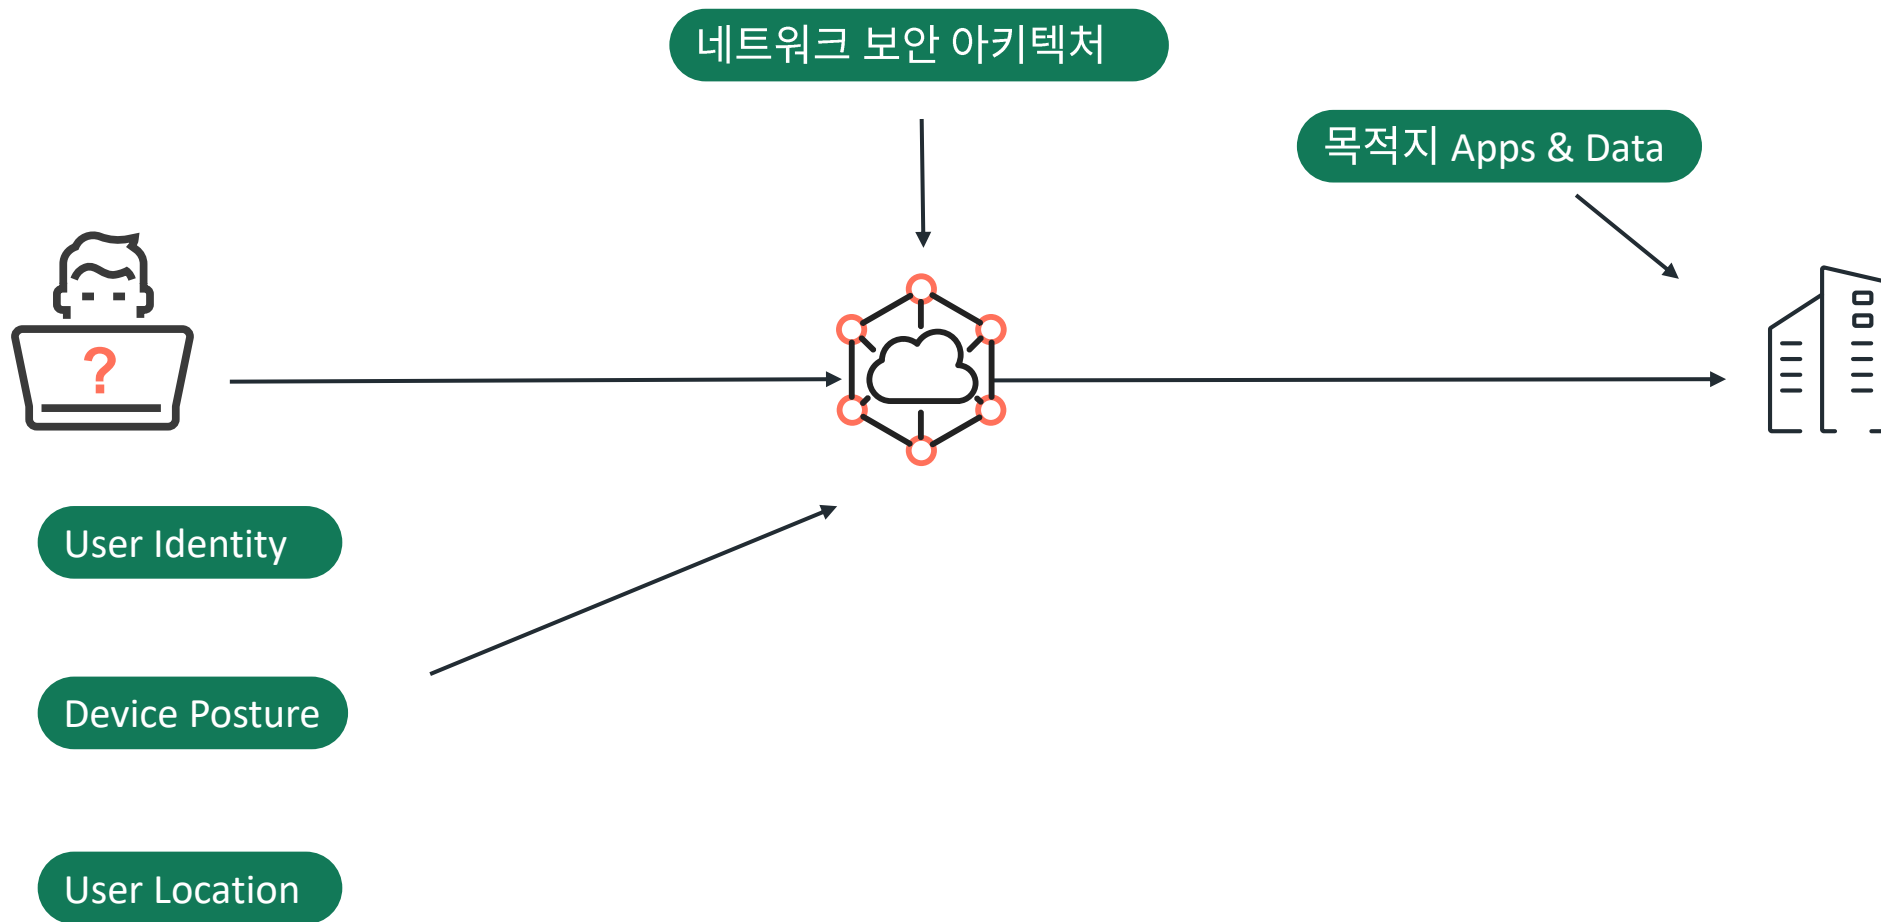 네트워크 보안 아키텍처
목적지 Apps & Data
?
User Identity
Device Posture
User Location